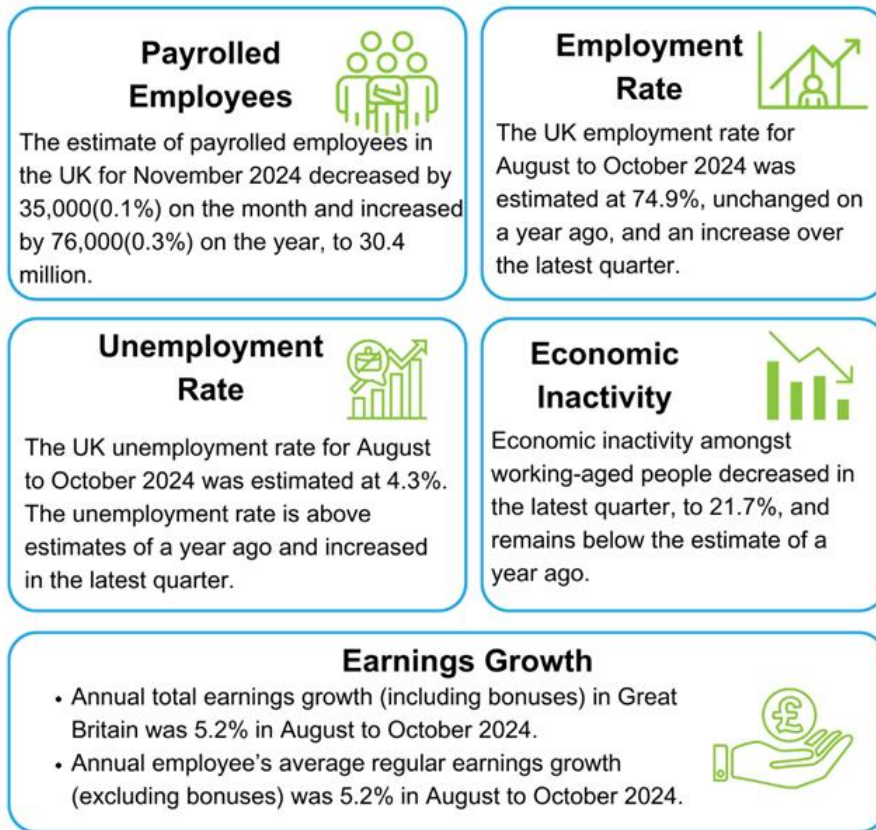 Payrolled
Employees
The estimate of payrolled employees in
the UK for November 2024 decreased by
35,000(0.1%) on the month and increased
by 76,000(0.3%) on the year, to 30.4
million.
Employment
Rate
The UK employment rate for
August to October 2024 was
estimated at 74.9%, unchanged on
a year ago, and an increase over
the latest quarter.
Unemployment
Rate
The UK unemployment rate for August
to October 2024 was estimated at 4.3%.
The unemployment rate is above
estimates of a year ago and increased
in the latest quarter.
Economic
Inactivity
Economic inactivity amongst
working-aged people decreased in
the latest quarter, to 21.7%, and
remains below the estimate of a
year ago.
Earnings Growth
• Annual total earnings growth (including bonuses) in Great
Britain was 5.2% in August to October 2024.
• Annual employee’s average regular earnings growth
(excluding bonuses) was 5.2% in August to October 2024.
£